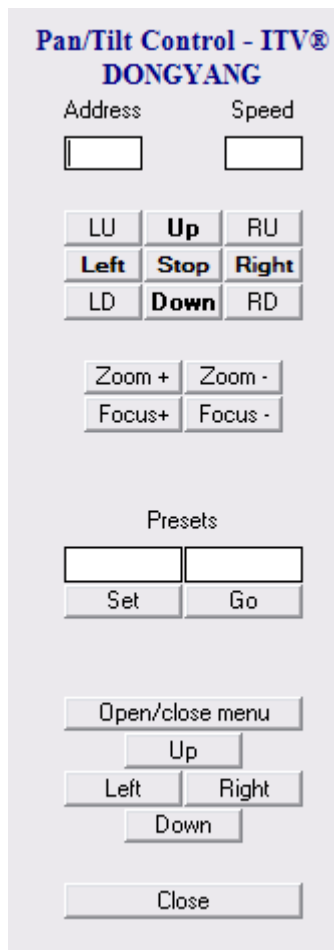 Pan/Tilt Control - ITV®
DONGYANG
Address Speed
LU Up RU
Left Stop Right
LD Down RD
Zoom + Zoom -
Focus+ Focus -
Presets
Set Go
Open/close menu
Up
Left Right
Down
Close